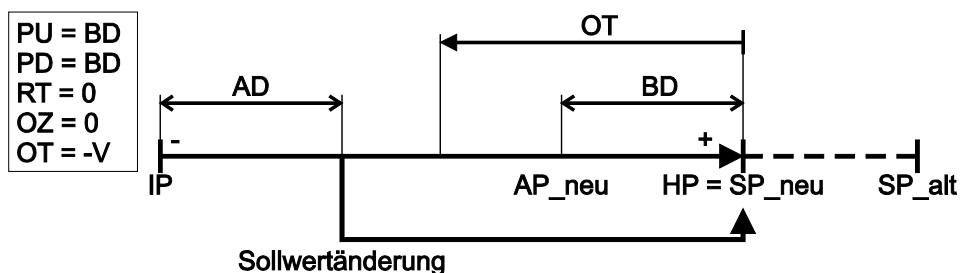 PU = BD
PD = BD
RT = 0
OZ = 0
OT = -V
OT
AD
BD
- +
IP AP_neu HP = SP_neu SP_alt
Sollwertänderung